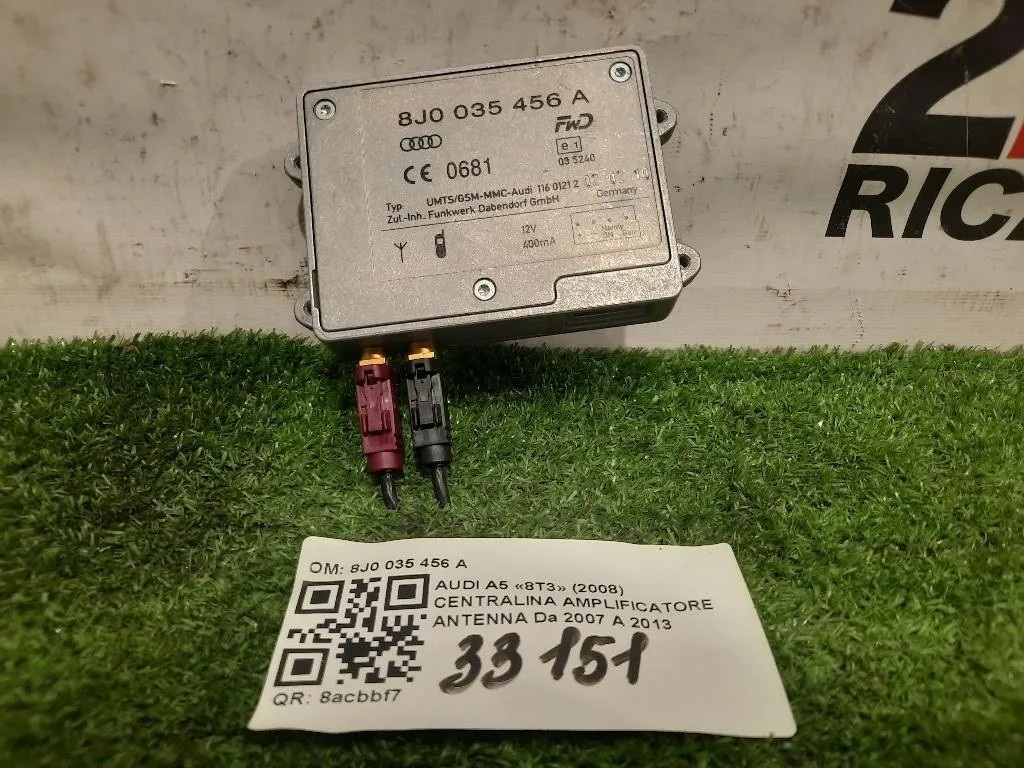 8J0 035 456 A
FWD
e1
CE 0681
03 5240
Typ: UMTS/GSM-MMC-Audi 116 0121 2
Zul.-Inh. Funkwerk Dabendorf GmbH Germany
12V
400mA
2
RIC
OM: 8J0 035 456 A
AUDI A5 «8T3» (2008)
CENTRALINA AMPLIFICATORE
ANTENNA Da 2007 A 2013
33151
QR: 8acbbf7